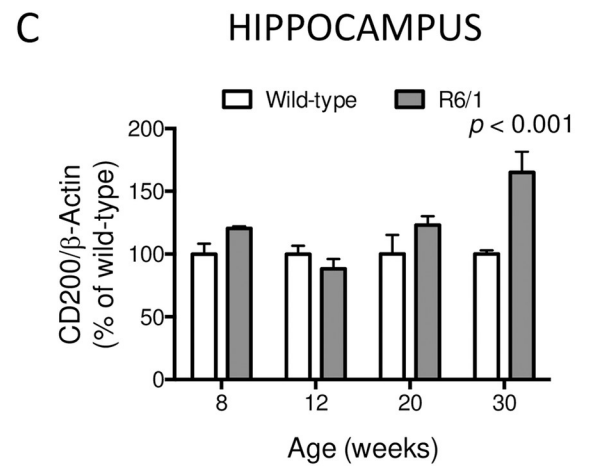 C
HIPPOCAMPUS
Wild-type
R6/1
p < 0.001
200
150
100
50
0
CD200/β-Actin
(% of wild-type)
8
12
20
30
Age (weeks)